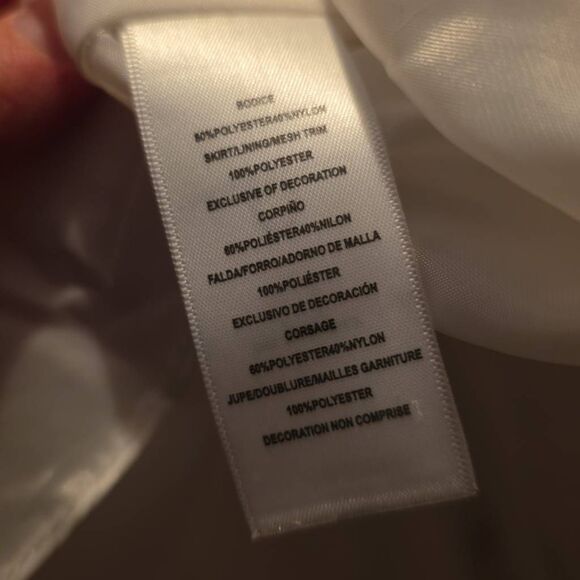 BODICE
60%POLYESTER40%NYLON
SKIRT/LINING/MESH TRIM
100%POLYESTER
EXCLUSIVE OF DECORATION
CORPIÑO
60%POLIÉSTER40%NILON
FALDA/FORRO/ADORNO DE MALLA
100%POLIÉSTER
EXCLUSIVO DE DECORACIÓN
CORSAGE
60%POLYESTER40%NYLON
JUPE/DOUBLURE/MAILLES GARNITURE
100%POLYESTER
DECORATION NON COMPRISE